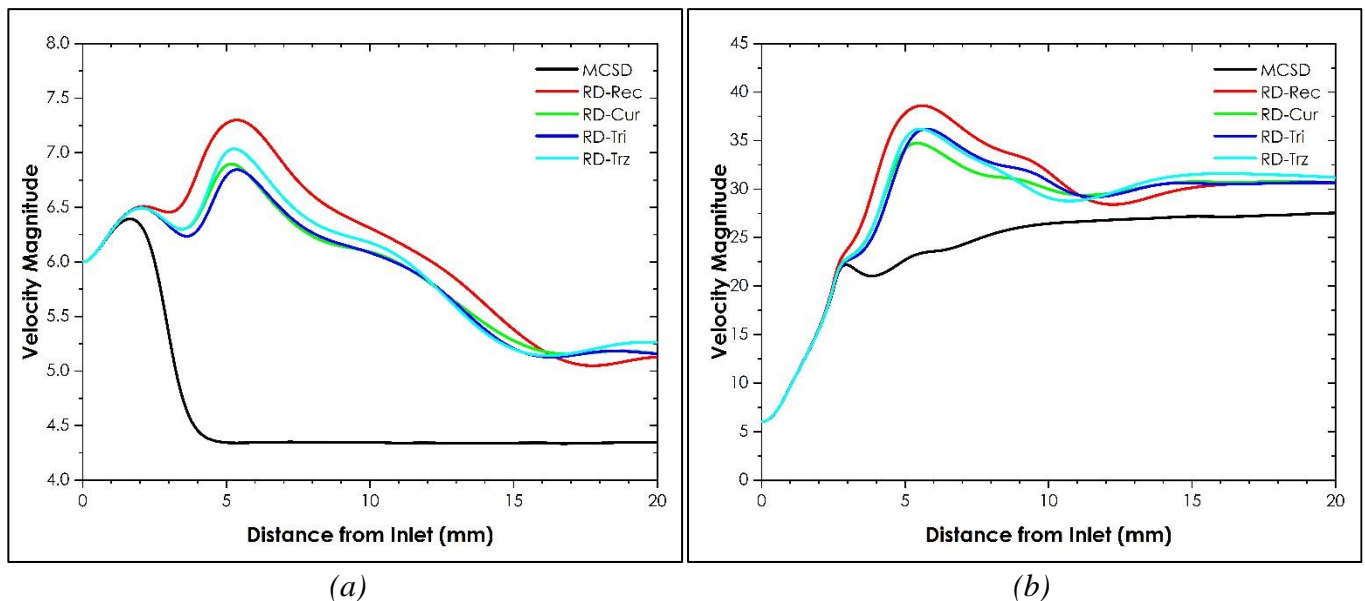 8.0
7.5
7.0
6.5
6.0
5.5
5.0
4.5
4.0
Velocity Magnitude
MCSD
RD-Rec
RD-Cur
RD-Tri
RD-Trz
0 5 10 15 20
Distance from Inlet (mm)
(a)
45
40
35
30
25
20
15
10
5
0
Velocity Magnitude
MCSD
RD-Rec
RD-Cur
RD-Tri
RD-Trz
0 5 10 15 20
Distance from Inlet (mm)
(b)